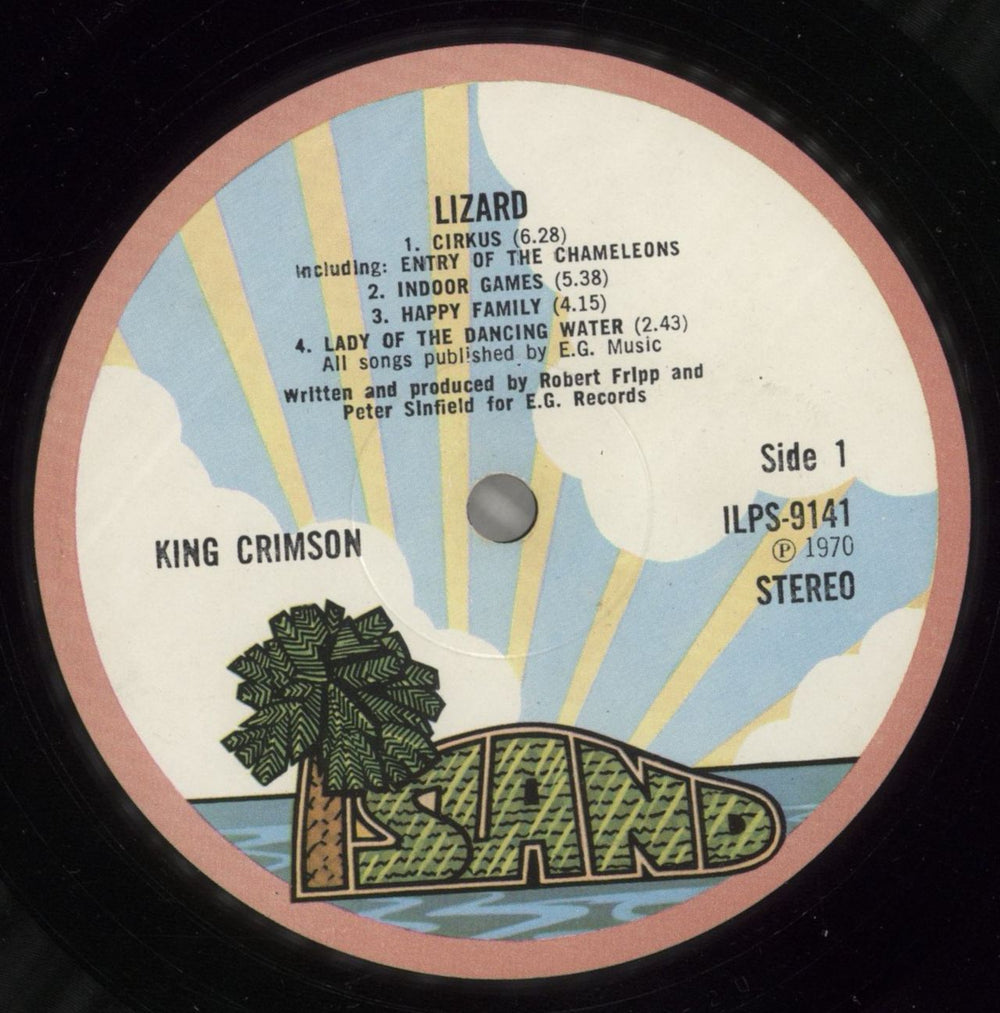 LIZARD
1. CIRKUS (6.28)
Including: ENTRY OF THE CHAMELEONS
2. INDOOR GAMES (5.38)
3. HAPPY FAMILY (4.15)
4. LADY OF THE DANCING WATER (2.43)
All songs published by E.G. Music
Written and produced by Robert Fripp and
Peter Sinfield for E.G. Records
Side 1
ILPS-9141
Ⓟ 1970
STEREO
KING CRIMSON
ISLAND